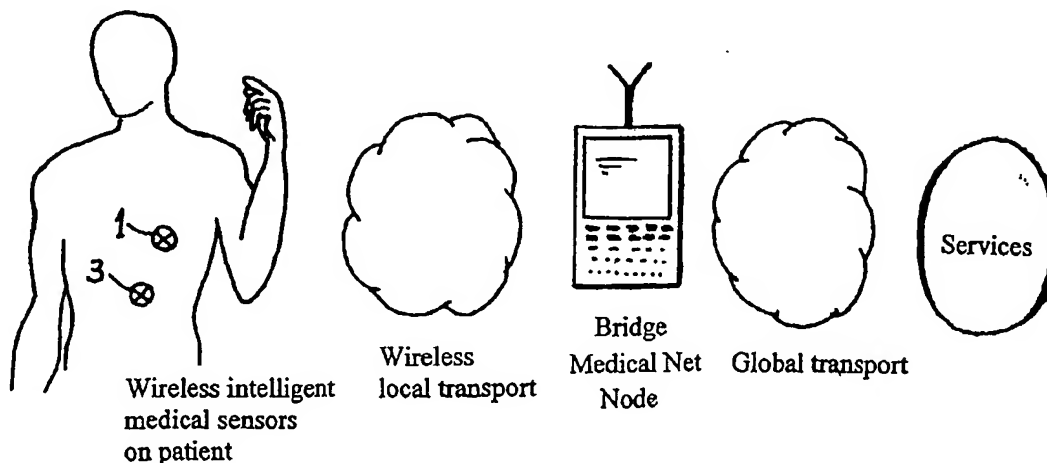 1
3
Services
Wireless intelligent
medical sensors
on patient
Wireless
local transport
Bridge
Medical Net
Node
Global transport